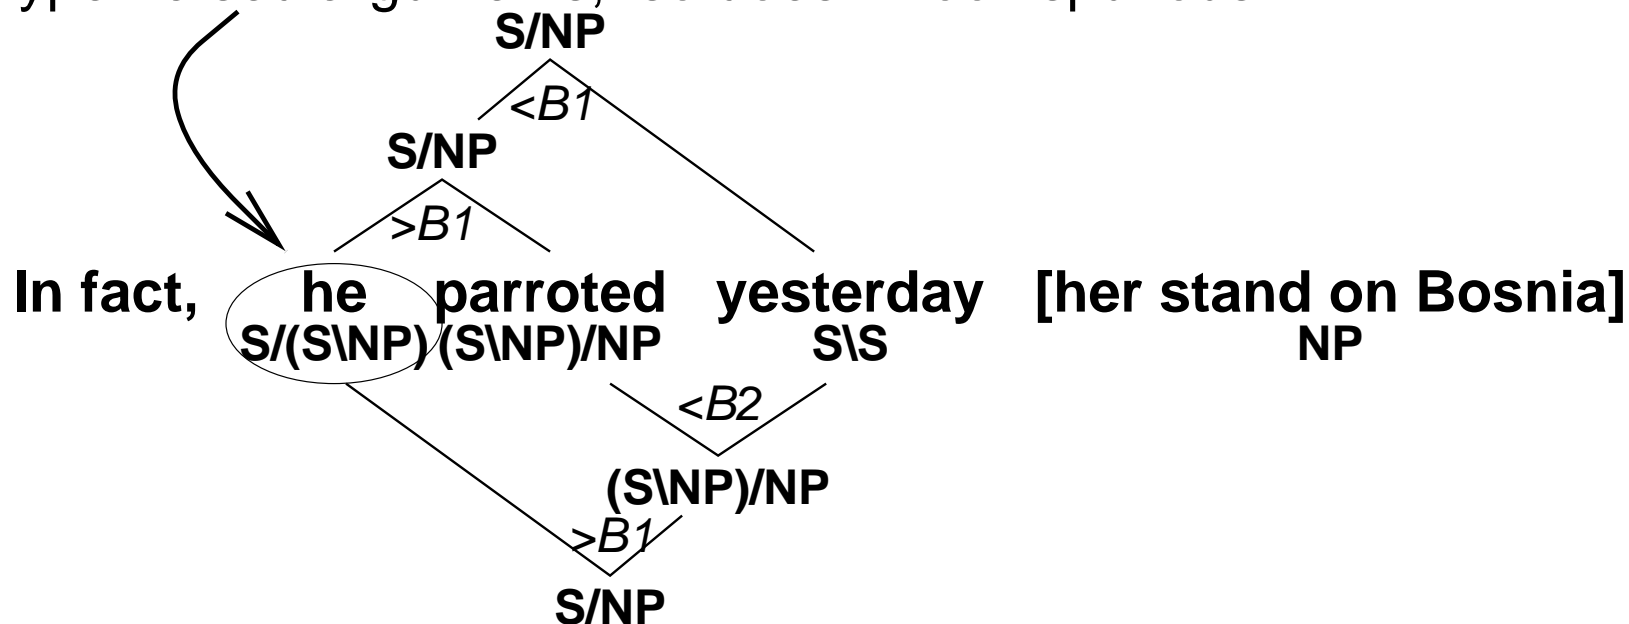 S/NP
<B1
S/NP
>B1
In fact, he parroted yesterday [her stand on Bosnia]
S/(S\NP) (S\NP)/NP S\S NP
<B2
(S\NP)/NP
>B1
S/NP